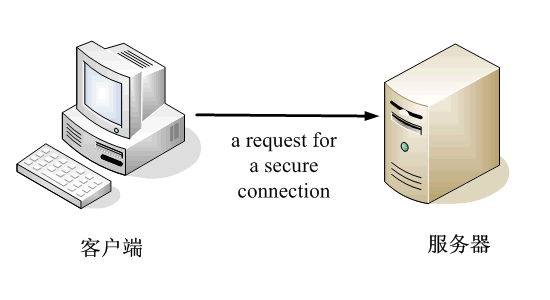 a request for
a secure
connection
客户端
服务器